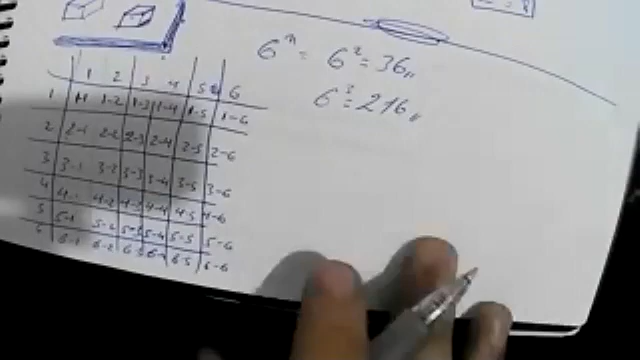 6ⁿ = 6² = 36
6³ = 216
1 2 3 4 5 6
1 1-1 1-2 1-3 1-4 1-5 1-6
2 2-1 2-2 2-3 2-4 2-5 2-6
3 3-1 3-2 3-3 3-4 3-5 3-6
4 4-1 4-2 4-3 4-4 4-5 4-6
5 5-1 5-2 5-3 5-4 5-5 5-6
6 6-1 6-2 6-3 6-4 6-5 6-6